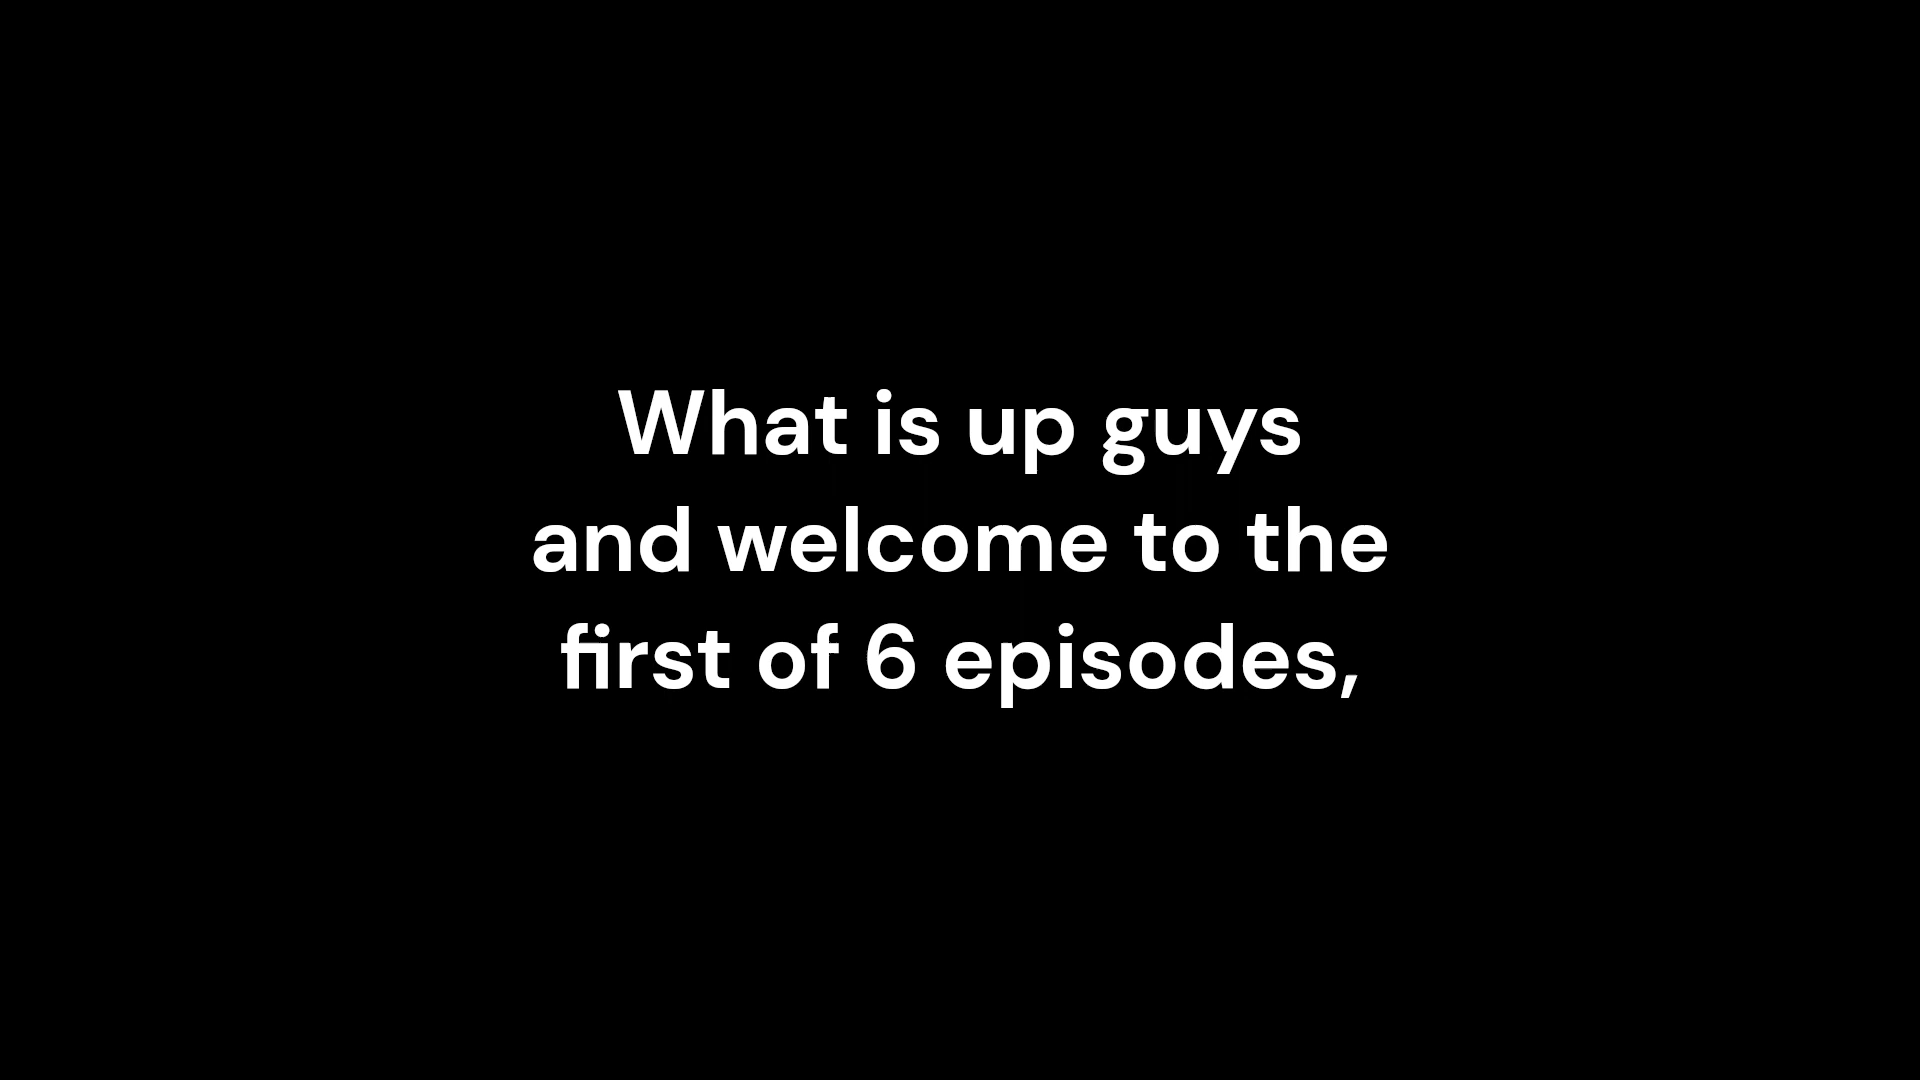 What is up guys
and welcome to the
first of 6 episodes,